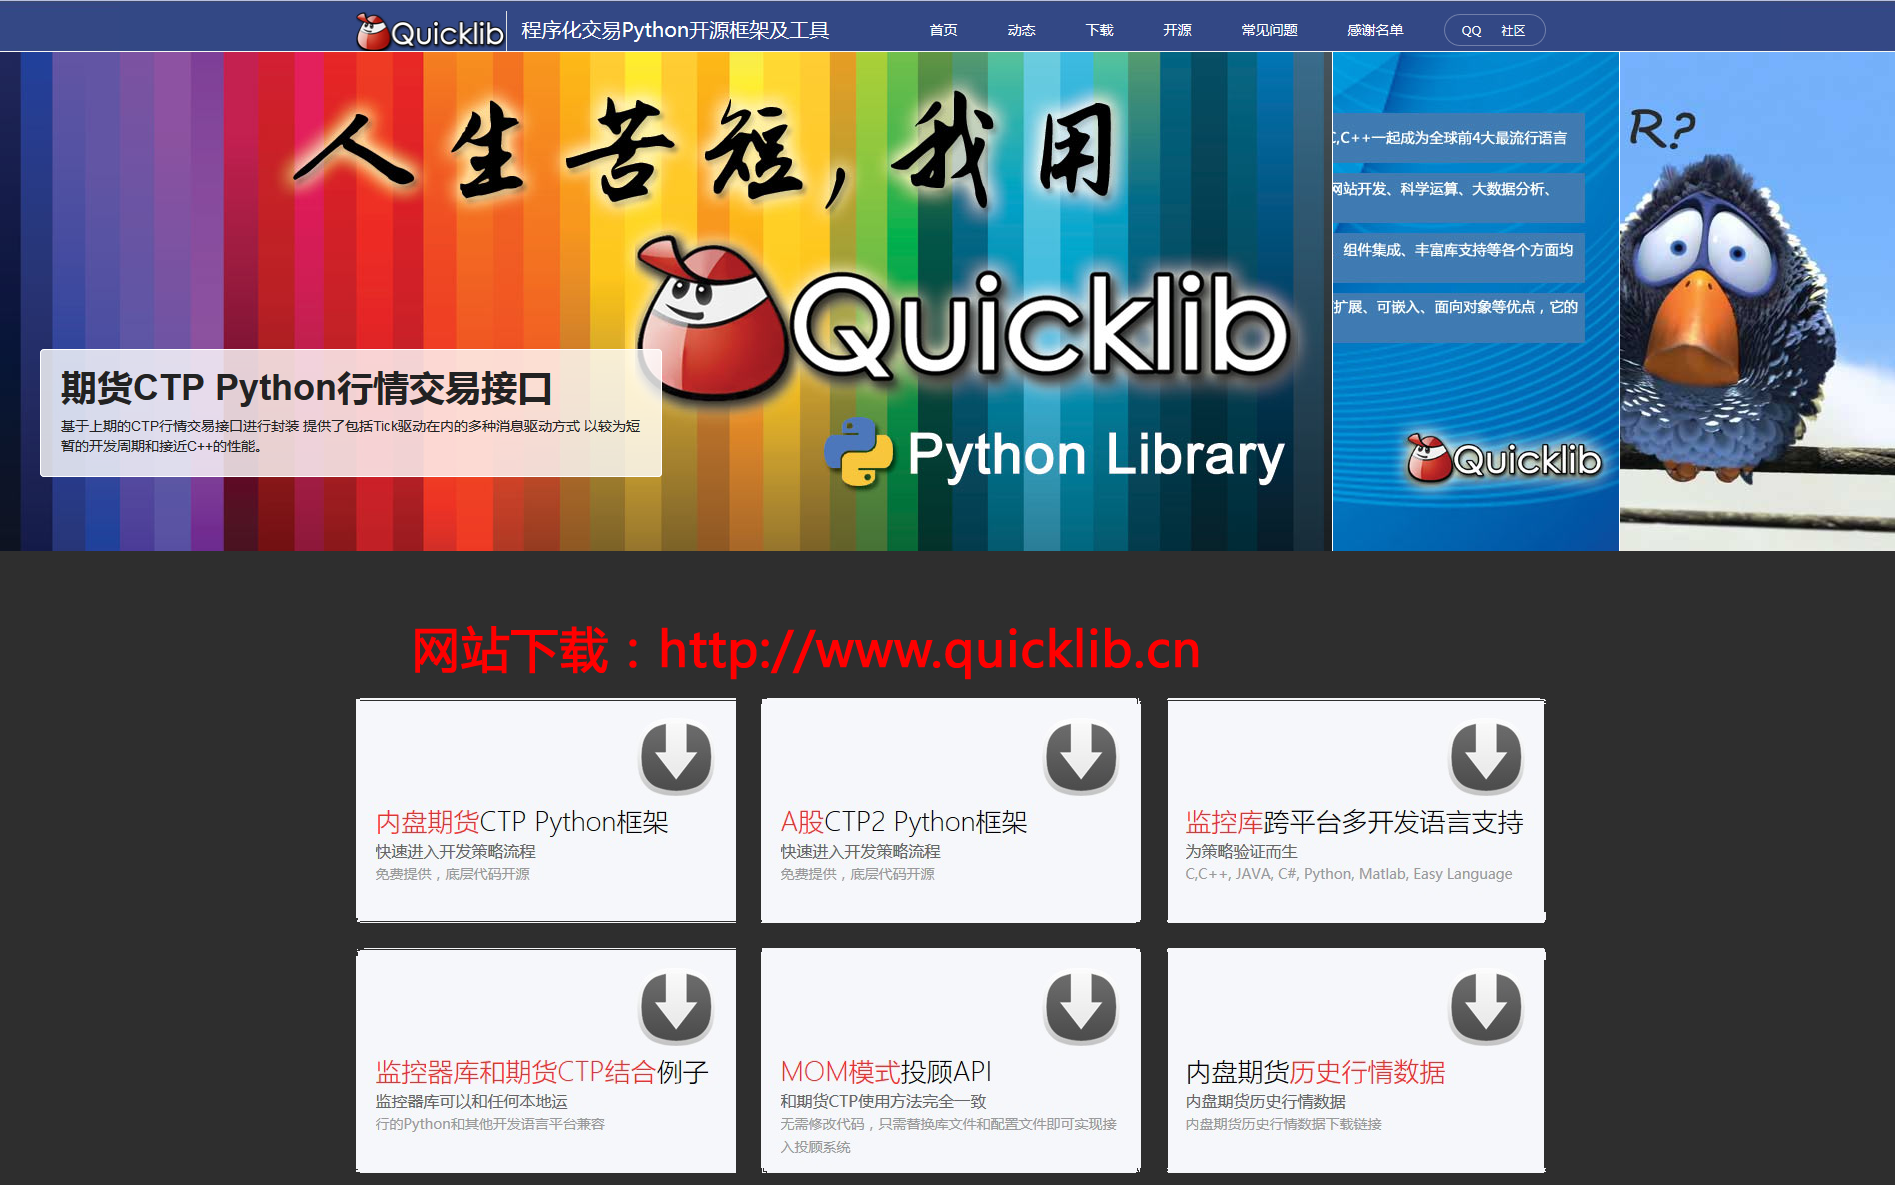 Quicklib
程序化交易Python开源框架及工具
首页
动态
下载
开源
常见问题
感谢名单
QQ 社区
人生苦短,我用
Quicklib
Python Library
期货CTP Python行情交易接口
基于上期的CTP行情交易接口进行封装 提供了包括Tick驱动在内的多种消息驱动方式 以较为短
暂的开发周期和接近C++的性能。
C,C++一起成为全球前4大最流行语言
网站开发、科学运算、大数据分析、
组件集成、丰富库支持等各个方面均
扩展、可嵌入、面向对象等优点，它的
Quicklib
R?
网站下载：http://www.quicklib.cn
内盘期货CTP Python框架
快速进入开发策略流程
免费提供，底层代码开源
A股CTP2 Python框架
快速进入开发策略流程
免费提供，底层代码开源
监控库跨平台多开发语言支持
为策略验证而生
C,C++, JAVA, C#, Python, Matlab, Easy Language
监控器库和期货CTP结合例子
监控器库可以和任何本地运
行的Python和其他开发语言平台兼容
MOM模式投顾API
和期货CTP使用方法完全一致
无需修改代码，只需替换库文件和配置文件即可实现接
入投顾系统
内盘期货历史行情数据
内盘期货历史行情数据
内盘期货历史行情数据下载链接